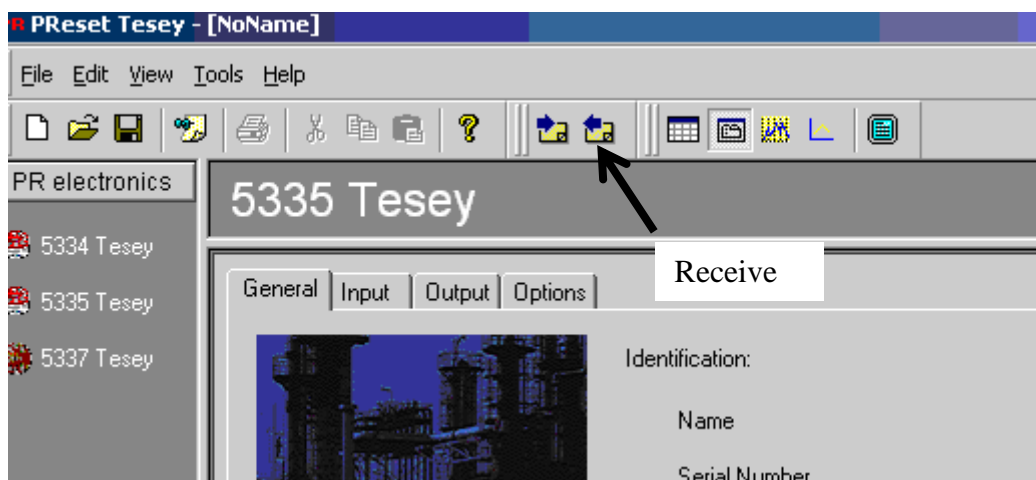 PR PReset Tesey - [NoName]
File Edit View Tools Help
PR electronics
5334 Tesey
5335 Tesey
5337 Tesey
5335 Tesey
Receive
General Input Output Options
Identification:
Name
Serial Number